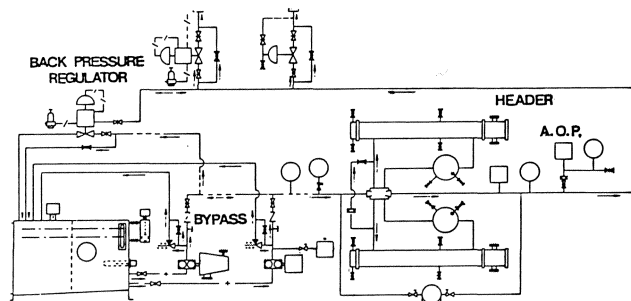 BACK PRESSURE
REGULATOR
HEADER
A.O.P.
BYPASS